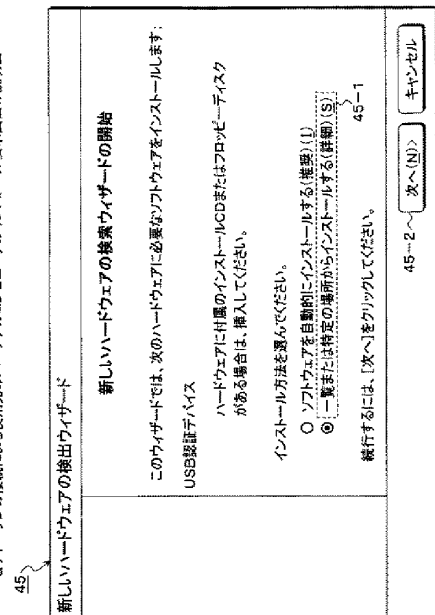 45
新しいハードウェアの検出ウィザード
新しいハードウェアの検索ウィザードの開始
このウィザードでは、次のハードウェアに必要なソフトウェアをインストールします:
USB認証デバイス
ハードウェアに付属のインストールCDまたはフロッピーディスク
がある場合は、挿入してください。
インストール方法を選んでください。
ソフトウェアを自動的にインストールする(推奨)(I)
一覧または特定の場所からインストールする(詳細)(S)
45-1
続行するには、[次へ]をクリックしてください。
45-2
次へ(N)>
キャンセル